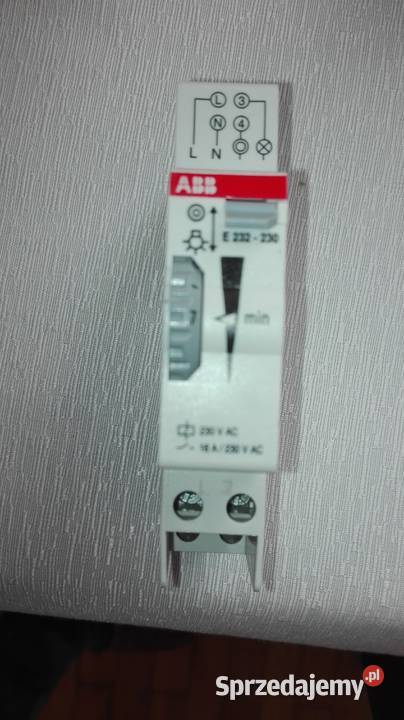 L 3
N 4
L N
ABB
E 232 - 230
min
230 V AC
16 A / 230 V AC
Sprzedajemy.pl